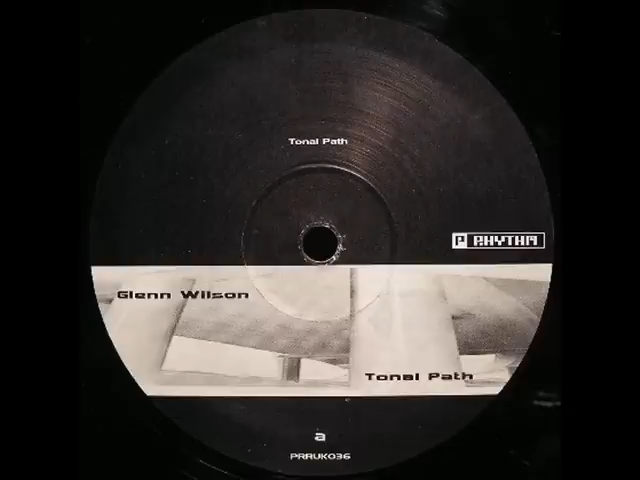 Tonal Path
P RHYTHM
Glenn Wilson
Tonal Path
a
PRRUK036